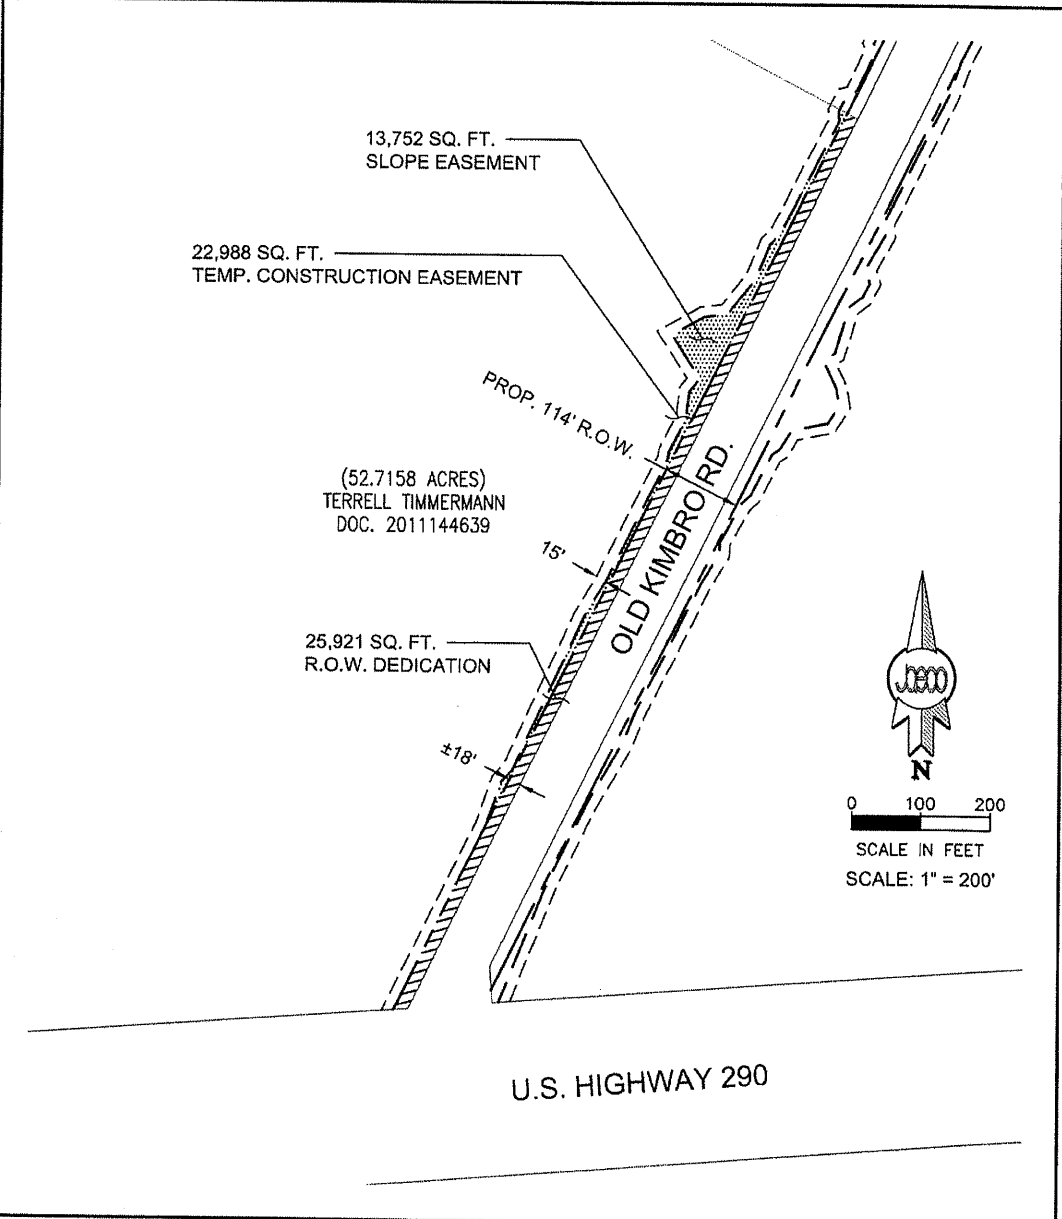 13,752 SQ. FT.
SLOPE EASEMENT
22,988 SQ. FT.
TEMP. CONSTRUCTION EASEMENT
PROP. 114' R.O.W.
(52.7158 ACRES)
TERRELL TIMMERMANN
DOC. 2011144639
OLD KIMBRO RD.
15'
25,921 SQ. FT.
R.O.W. DEDICATION
±18'
Jaeco
N
0 100 200
SCALE IN FEET
SCALE: 1" = 200'
U.S. HIGHWAY 290